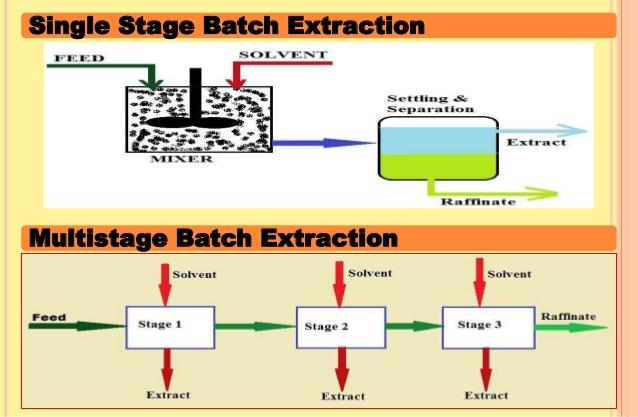 Single Stage Batch Extraction
FEED
SOLVENT
MIXER
Settling &
Separation
Extract
Raffinate
Multistage Batch Extraction
Solvent
Solvent
Solvent
Feed
Stage 1
Stage 2
Stage 3
Raffinate
Extract
Extract
Extract